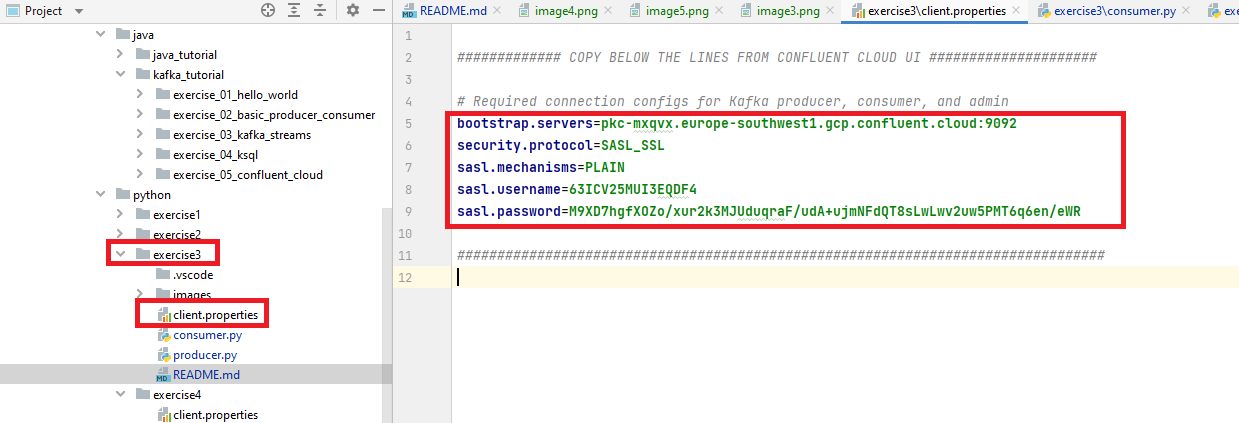 Project
java
java_tutorial
kafka_tutorial
exercise_01_hello_world
exercise_02_basic_producer_consumer
exercise_03_kafka_streams
exercise_04_ksql
exercise_05_confluent_cloud
python
exercise1
exercise2
exercise3
.vscode
images
client.properties
consumer.py
producer.py
README.md
exercise4
client.properties
README.md image4.png image5.png image3.png exercise3\client.properties exercise3\consumer.py exe
1
2 ############# COPY BELOW THE LINES FROM CONFLUENT CLOUD UI #####################
3
4 # Required connection configs for Kafka producer, consumer, and admin
5 bootstrap.servers=pkc-mxqvx.europe-southwest1.gcp.confluent.cloud:9092
6 security.protocol=SASL_SSL
7 sasl.mechanisms=PLAIN
8 sasl.username=63ICV25MUI3EQDF4
9 sasl.password=M9XD7hgfXOZo/xur2k3MJUduqraF/udA+ujmNFdQT8sLwLwv2uw5PMT6q6en/eWR
10
11 ################################################################################
12